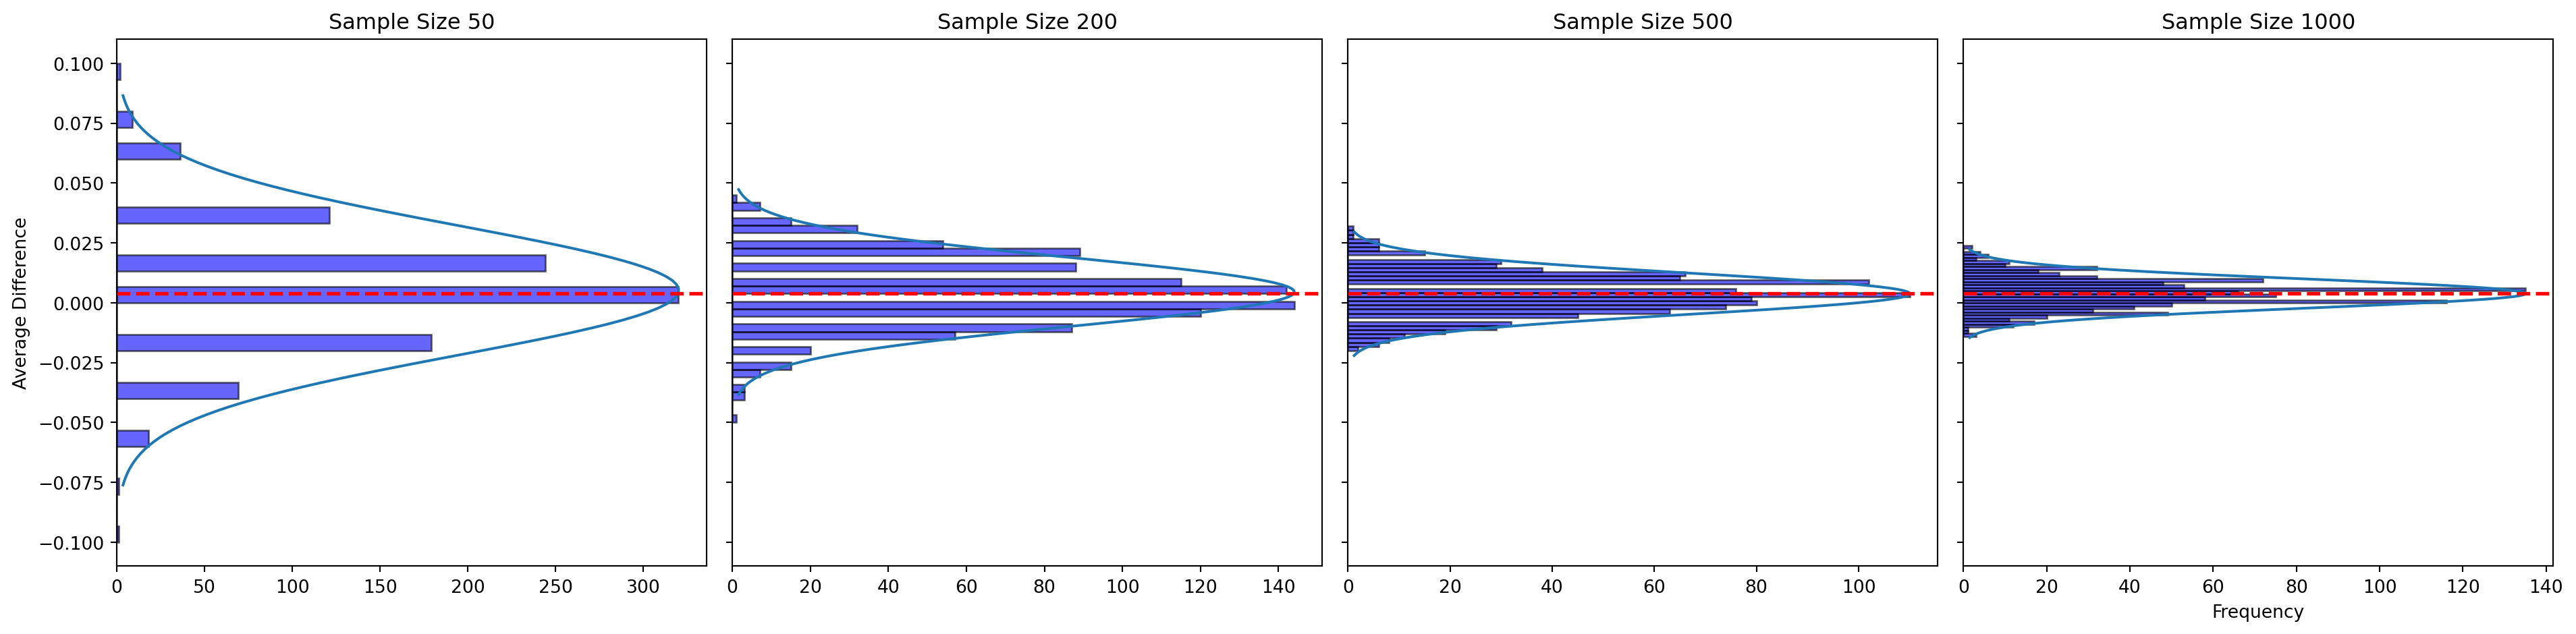 Sample Size 50
Sample Size 200
Sample Size 500
Sample Size 1000
Average Difference
0.100
0.075
0.050
0.025
0.000
−0.025
−0.050
−0.075
−0.100
0 50 100 150 200 250 300
0 20 40 60 80 100 120 140
0 20 40 60 80 100
0 20 40 60 80 100 120 140
Frequency